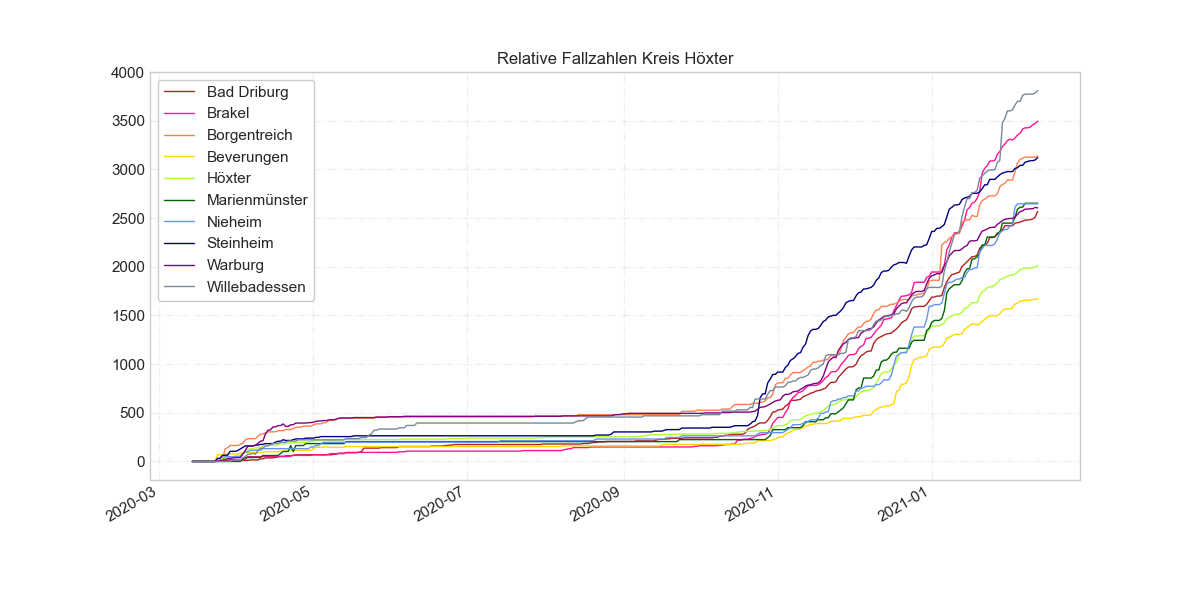 Relative Fallzahlen Kreis Höxter
4000
3500
3000
2500
2000
1500
1000
500
0
Bad Driburg
Brakel
Borgentreich
Beverungen
Höxter
Marienmünster
Nieheim
Steinheim
Warburg
Willebadessen
2020-03
2020-05
2020-07
2020-09
2020-11
2021-01